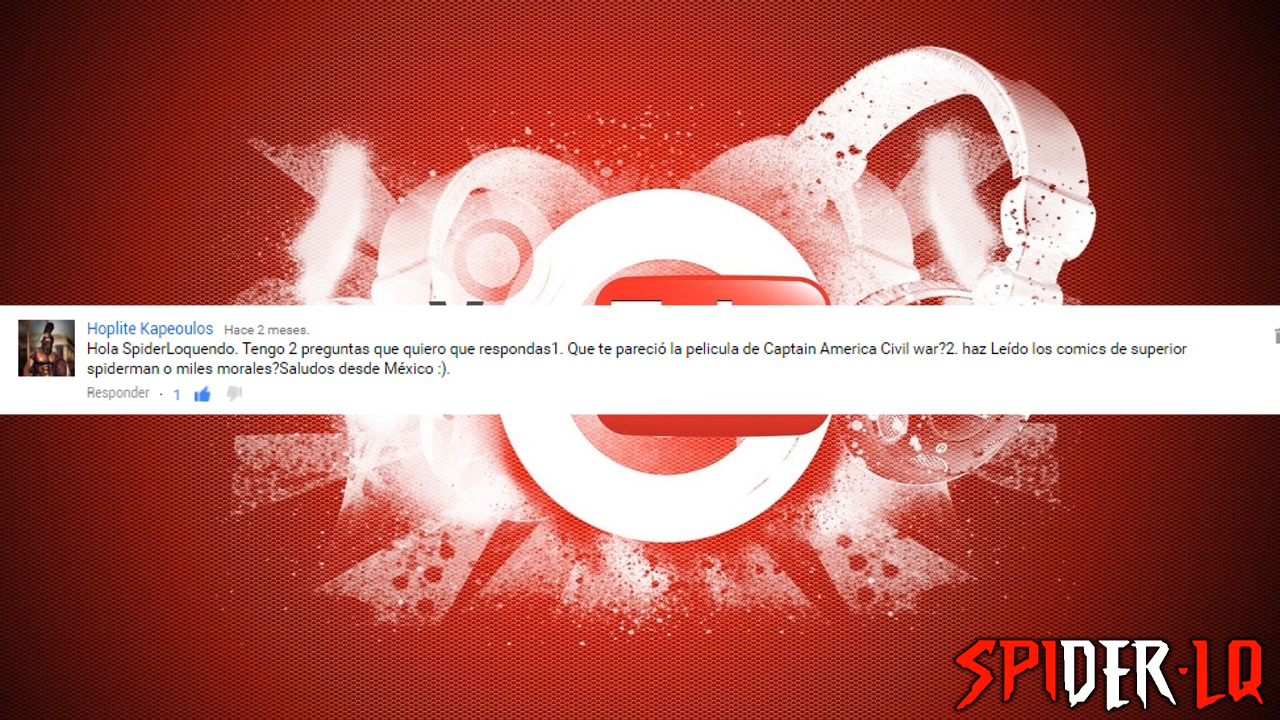 Hoplite Kapeoulos Hace 2 meses.
Hola SpiderLoquendo. Tengo 2 preguntas que quiero que respondas1. Que te pareció la pelicula de Captain America Civil war?2. haz Leído los comics de superior
spiderman o miles morales?Saludos desde México :).
Responder · 1
SPIDER-LQ